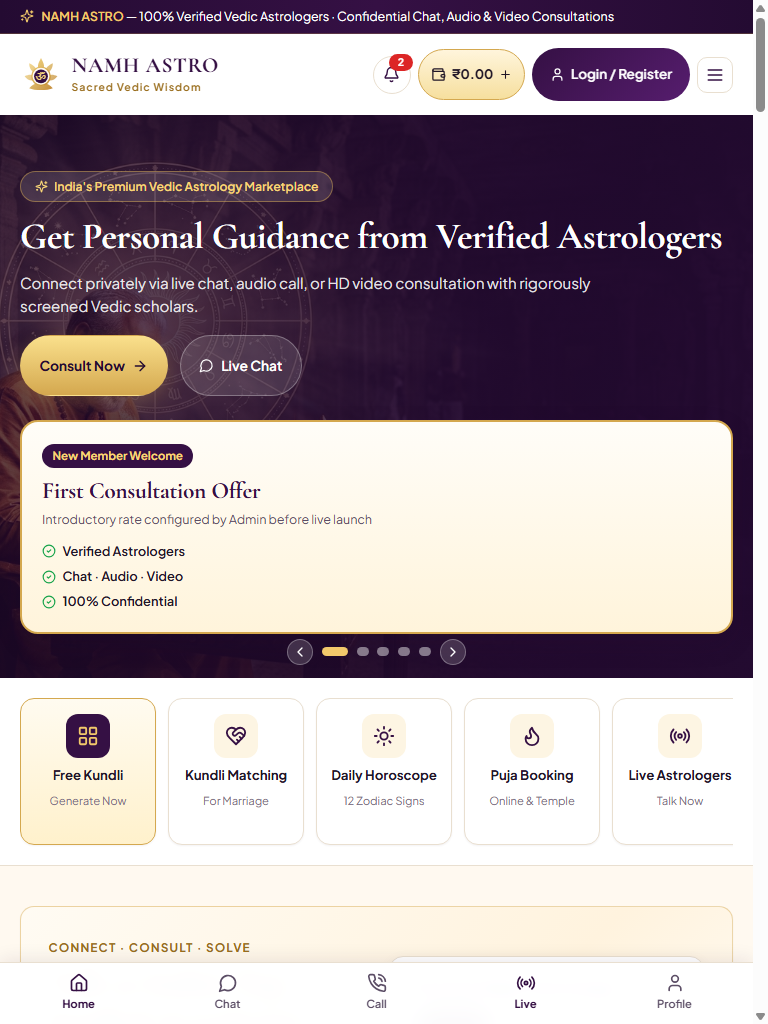 NAMH ASTRO — 100% Verified Vedic Astrologers · Confidential Chat, Audio & Video Consultations
NAMH ASTRO
Sacred Vedic Wisdom
2
₹0.00 +
Login / Register
India's Premium Vedic Astrology Marketplace
Get Personal Guidance from Verified Astrologers
Connect privately via live chat, audio call, or HD video consultation with rigorously
screened Vedic scholars.
Consult Now →
Live Chat
New Member Welcome
First Consultation Offer
Introductory rate configured by Admin before live launch
Verified Astrologers
Chat · Audio · Video
100% Confidential
Free Kundli
Generate Now
Kundli Matching
For Marriage
Daily Horoscope
12 Zodiac Signs
Puja Booking
Online & Temple
Live Astrologers
Talk Now
CONNECT · CONSULT · SOLVE
Home
Chat
Call
Live
Profile